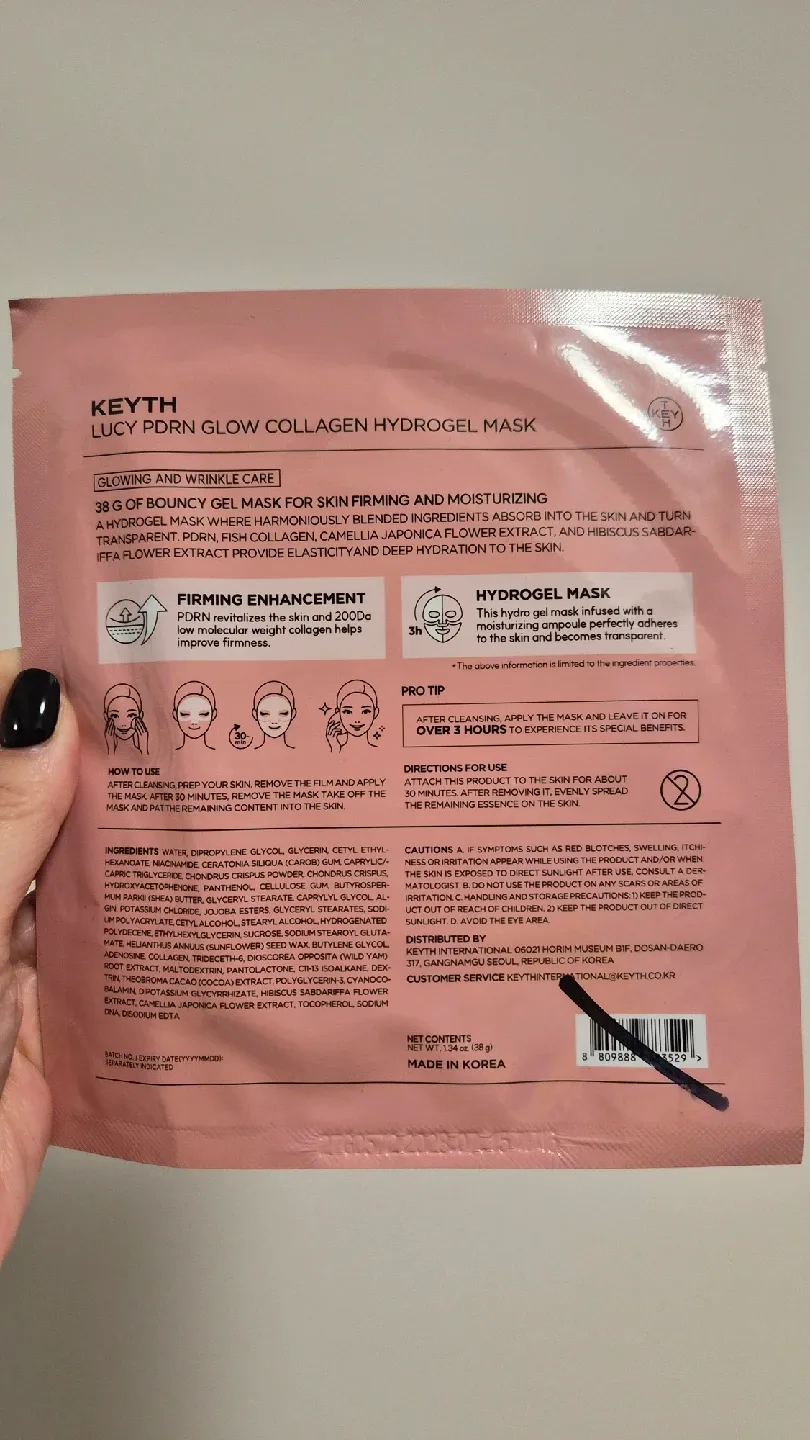 KEYTH
LUCY PDRN GLOW COLLAGEN HYDROGEL MASK
T
KEY
H
GLOWING AND WRINKLE CARE
38 G OF BOUNCY GEL MASK FOR SKIN FIRMING AND MOISTURIZING
A HYDROGEL MASK WHERE HARMONIOUSLY BLENDED INGREDIENTS ABSORB INTO THE SKIN AND TURN
TRANSPARENT. PDRN, FISH COLLAGEN, CAMELLIA JAPONICA FLOWER EXTRACT, AND HIBISCUS SABDAR-
IFFA FLOWER EXTRACT PROVIDE ELASTICITYAND DEEP HYDRATION TO THE SKIN.
FIRMING ENHANCEMENT
PDRN revitalizes the skin and 200Da
low molecular weight collagen helps
improve firmness.
3h
HYDROGEL MASK
This hydro gel mask infused with a
moisturizing ampoule perfectly adheres
to the skin and becomes transparent.
*The above information is limited to the ingredient properties.
30
min
HOW TO USE
AFTER CLEANSING, PREP YOUR SKIN, REMOVE THE FILM AND APPLY
THE MASK. AFTER 30 MINUTES, REMOVE THE MASK TAKE OFF THE
MASK AND PAT THE REMAINING CONTENT INTO THE SKIN.
PRO TIP
AFTER CLEANSING, APPLY THE MASK AND LEAVE IT ON FOR
OVER 3 HOURS TO EXPERIENCE ITS SPECIAL BENEFITS.
DIRECTIONS FOR USE
ATTACH THIS PRODUCT TO THE SKIN FOR ABOUT
30 MINUTES. AFTER REMOVING IT, EVENLY SPREAD
THE REMAINING ESSENCE ON THE SKIN.
2
INGREDIENTS WATER, DIPROPYLENE GLYCOL, GLYCERIN, CETYL ETHYL-
HEXANOATE, NIACINAMIDE, CERATONIA SILIQUA (CAROB) GUM, CAPRYLIC/-
CAPRIC TRIGLYCERIDE, CHONDRUS CRISPUS POWDER, CHONDRUS CRISPUS,
HYDROXYACETOPHENONE, PANTHENOL, CELLULOSE GUM, BUTYROSPER-
MUM PARKII (SHEA) BUTTER, GLYCERYL STEARATE, CAPRYLYL GLYCOL, AL-
GIN, POTASSIUM CHLORIDE, JOJOBA ESTERS, GLYCERYL STEARATES, SODI-
UM POLYACRYLATE, CETYL ALCOHOL, STEARYL ALCOHOL, HYDROGENATED
POLYDECENE, ETHYLHEXYLGLYCERIN, SUCROSE, SODIUM STEAROYL GLUTA-
MATE, HELIANTHUS ANNUUS (SUNFLOWER) SEED WAX, BUTYLENE GLYCOL,
ADENOSINE, COLLAGEN, TRIDECETH-6, DIOSCOREA OPPOSITA (WILD YAM)
ROOT EXTRACT, MALTODEXTRIN, PANTOLACTONE, C11-13 ISOALKANE, DEX-
TRIN, THEOBROMA CACAO (COCOA) EXTRACT, POLYGLYCERIN-3, CYANOCO-
BALAMIN, DIPOTASSIUM GLYCYRRHIZATE, HIBISCUS SABDARIFFA FLOWER
EXTRACT, CAMELLIA JAPONICA FLOWER EXTRACT, TOCOPHEROL, SODIUM
DNA, DISODIUM EDTA
BATCH NO. / EXPIRY DATE(YYYYMMDD):
SEPARATELY INDICATED
CAUTIONS A. IF SYMPTOMS SUCH AS RED BLOTCHES, SWELLING, ITCHI-
NESS OR IRRITATION APPEAR WHILE USING THE PRODUCT AND/OR WHEN
THE SKIN IS EXPOSED TO DIRECT SUNLIGHT AFTER USE, CONSULT A DER-
MATOLOGIST. B. DO NOT USE THE PRODUCT ON ANY SCARS OR AREAS OF
IRRITATION. C. HANDLING AND STORAGE PRECAUTIONS: 1) KEEP THE PROD-
UCT OUT OF REACH OF CHILDREN, 2) KEEP THE PRODUCT OUT OF DIRECT
SUNLIGHT. D. AVOID THE EYE AREA.
DISTRIBUTED BY
KEYTH INTERNATIONAL 06021 HORIM MUSEUM B1F, DOSAN-DAERO
317, GANGNAMGU SEOUL, REPUBLIC OF KOREA
CUSTOMER SERVICE KEYTHINTERNATIONAL@KEYTH.CO.KR
NET CONTENTS
NET WT. 1.34 oz. (38 g)
MADE IN KOREA
8 809888 3529 >